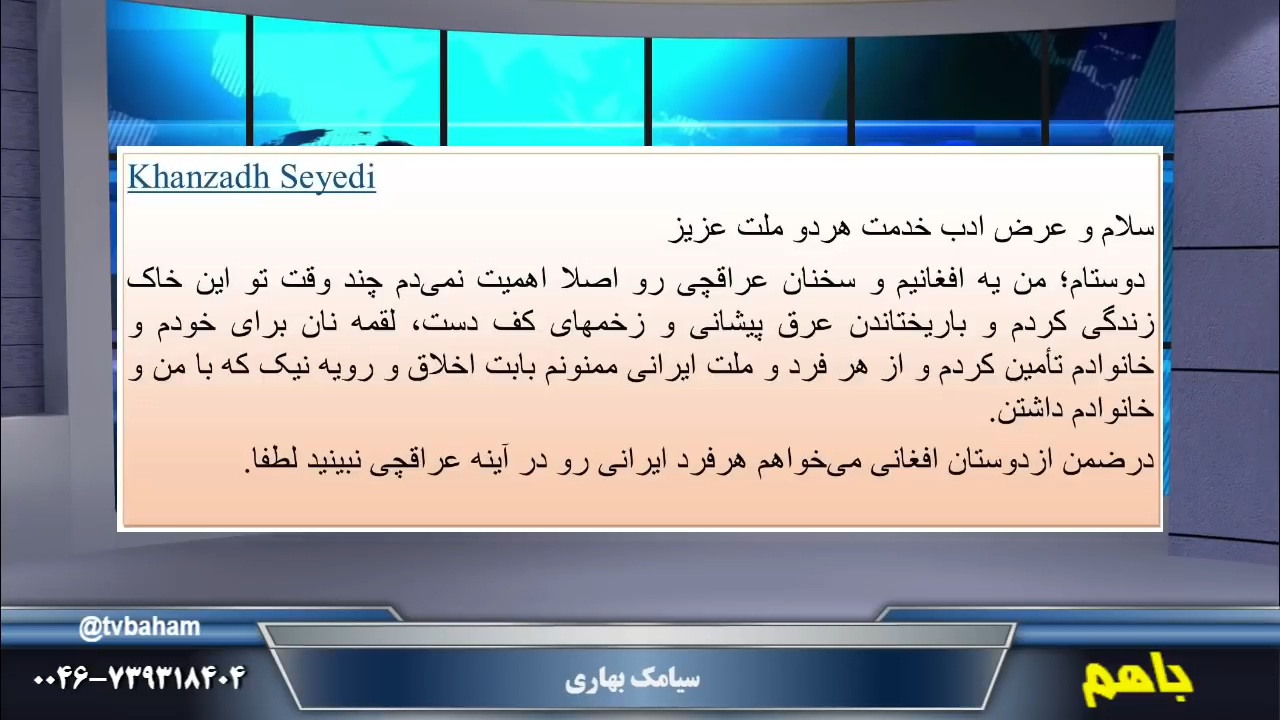 Khanzadh Seyedi
سلام و عرض ادب خدمت هردو ملت عزیز
دوستام؛ من یه افغانیم و سخنان عراقچی رو اصلا اهمیت نمی‌دم چند وقت تو این خاک
زندگی کردم و باریختاندن عرق پیشانی و زخمهای کف دست، لقمه نان برای خودم و
خانوادم تأمین کردم و از هر فرد و ملت ایرانی ممنونم بابت اخلاق و رویه نیک که با من و
خانوادم داشتن.
درضمن ازدوستان افغانی می‌خواهم هرفرد ایرانی رو در آینه عراقچی نبینید لطفا.
@tvbaham
۰۰۴۶-۷۳۹۳۱۸۴۰۴
سیامک بهاری
باهم